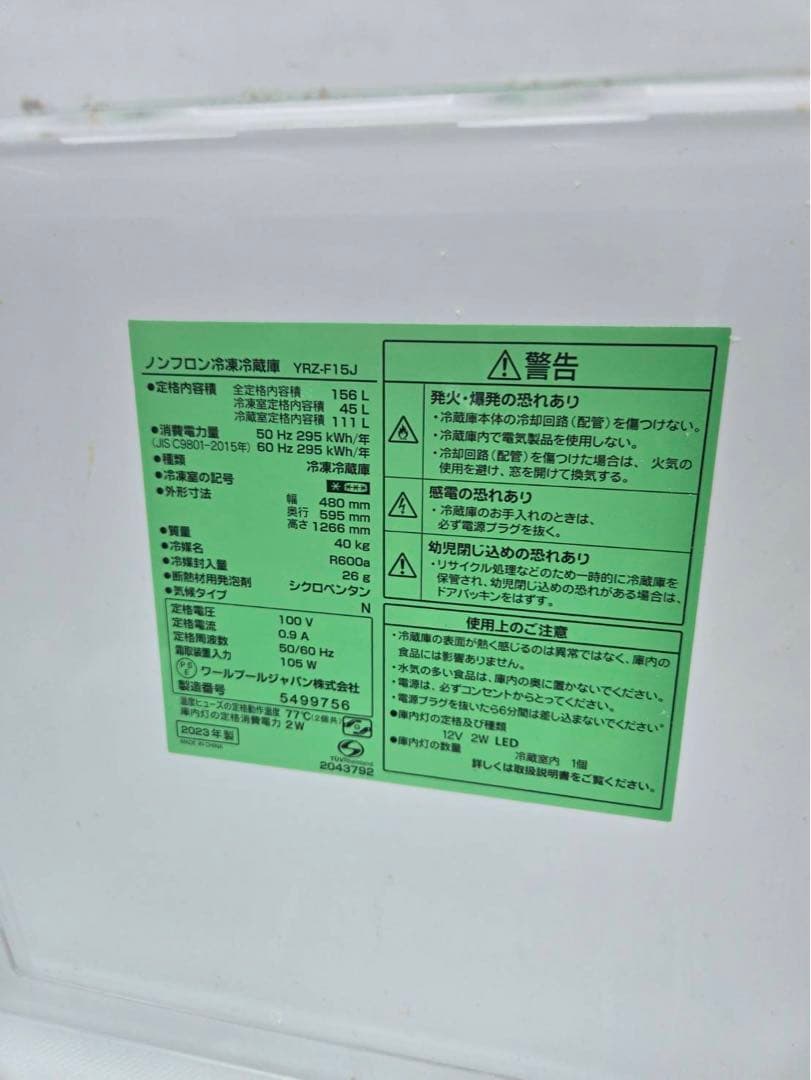 ノンフロン冷凍冷蔵庫 YRZ-F15J
●定格内容積 全定格内容積 156 L
冷凍室定格内容積 45 L
冷蔵室定格内容積 111 L
●消費電力量 50 Hz 295 kWh/年
(JIS C9801-2015年) 60 Hz 295 kWh/年
●種類 冷凍冷蔵庫
●冷凍室の記号
●外形寸法 幅 480 mm
奥行 595 mm
高さ 1266 mm
●質量 40 kg
●冷媒名 R600a
●冷媒封入量 26 g
●断熱材用発泡剤 シクロペンタン
●気候タイプ N
定格電圧 100 V
定格電流 0.9 A
定格周波数 50/60 Hz
霜取装置入力 105 W
PSE ワールプールジャパン株式会社
製造番号 5499756
温度ヒューズの定格動作温度 77℃(2個共)
庫内灯の定格消費電力 2W
2023年製
MADE IN CHINA
TÜVRheinland
2043792
⚠警告
発火・爆発の恐れあり
・冷蔵庫本体の冷却回路(配管)を傷つけない。
・冷蔵庫内で電気製品を使用しない。
・冷却回路(配管)を傷つけた場合は、火気の
使用を避け、窓を開けて換気する。
感電の恐れあり
・冷蔵庫のお手入れのときは、
必ず電源プラグを抜く。
幼児閉じ込めの恐れあり
・リサイクル処理などのため一時的に冷蔵庫を
保管され、幼児閉じ込めの恐れがある場合は、
ドアパッキンをはずす。
使用上のご注意
・冷蔵庫の表面が熱く感じるのは異常ではなく、庫内の
食品には影響ありません。
・水気の多い食品は、庫内の奥に置かないでください。
・電源は、必ずコンセントからとってください。
・電源プラグを抜いたら6分間は差し込まないでください。
●庫内灯の定格及び種類
12V 2W LED
●庫内灯の数量 冷蔵室内 1個
詳しくは取扱説明書をご覧ください。